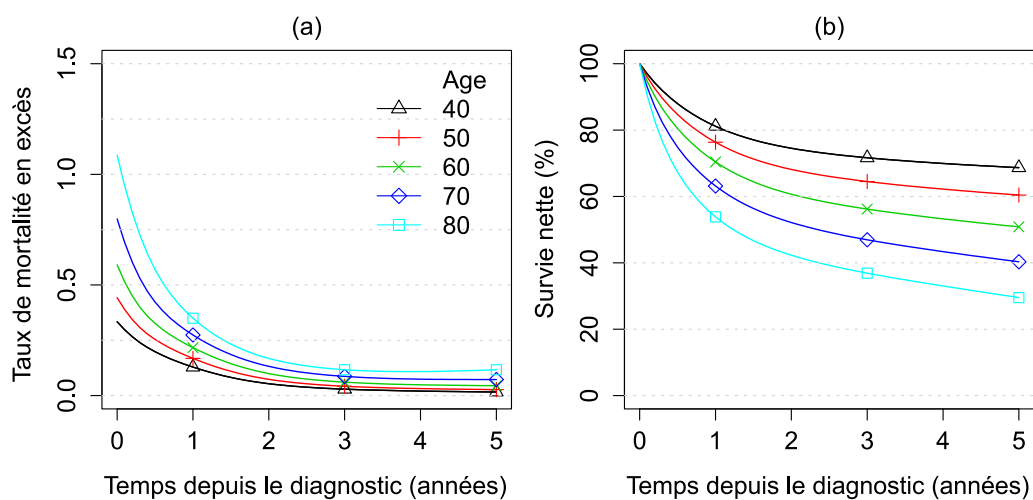 (a)
Taux de mortalité en excès
1.5
1.0
0.5
0.0
Age
40
50
60
70
80
0 1 2 3 4 5
Temps depuis le diagnostic (années)
(b)
Survie nette (%)
100
80
60
40
20
0
0 1 2 3 4 5
Temps depuis le diagnostic (années)